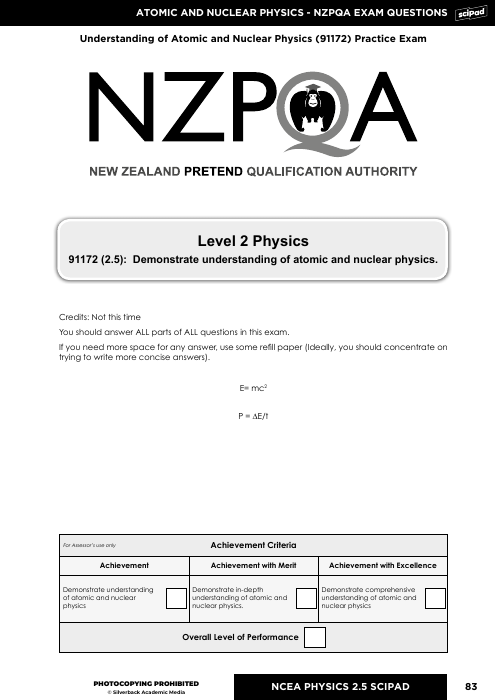 ATOMIC AND NUCLEAR PHYSICS - NZPQA EXAM QUESTIONS
scipad
Understanding of Atomic and Nuclear Physics (91172) Practice Exam
NZPQA
NEW ZEALAND PRETEND QUALIFICATION AUTHORITY
Level 2 Physics
91172 (2.5): Demonstrate understanding of atomic and nuclear physics.
Credits: Not this time
You should answer ALL parts of ALL questions in this exam.
If you need more space for any answer, use some refill paper (Ideally, you should concentrate on
trying to write more concise answers).
E= mc²
P = ΔE/t
For Assessor's use only
Achievement Criteria
Achievement
Achievement with Merit
Achievement with Excellence
Demonstrate understanding
of atomic and nuclear
physics
Demonstrate in-depth
understanding of atomic and
nuclear physics.
Demonstrate comprehensive
understanding of atomic and
nuclear physics
Overall Level of Performance
PHOTOCOPYING PROHIBITED
© Silverback Academic Media
NCEA PHYSICS 2.5 SCIPAD
83